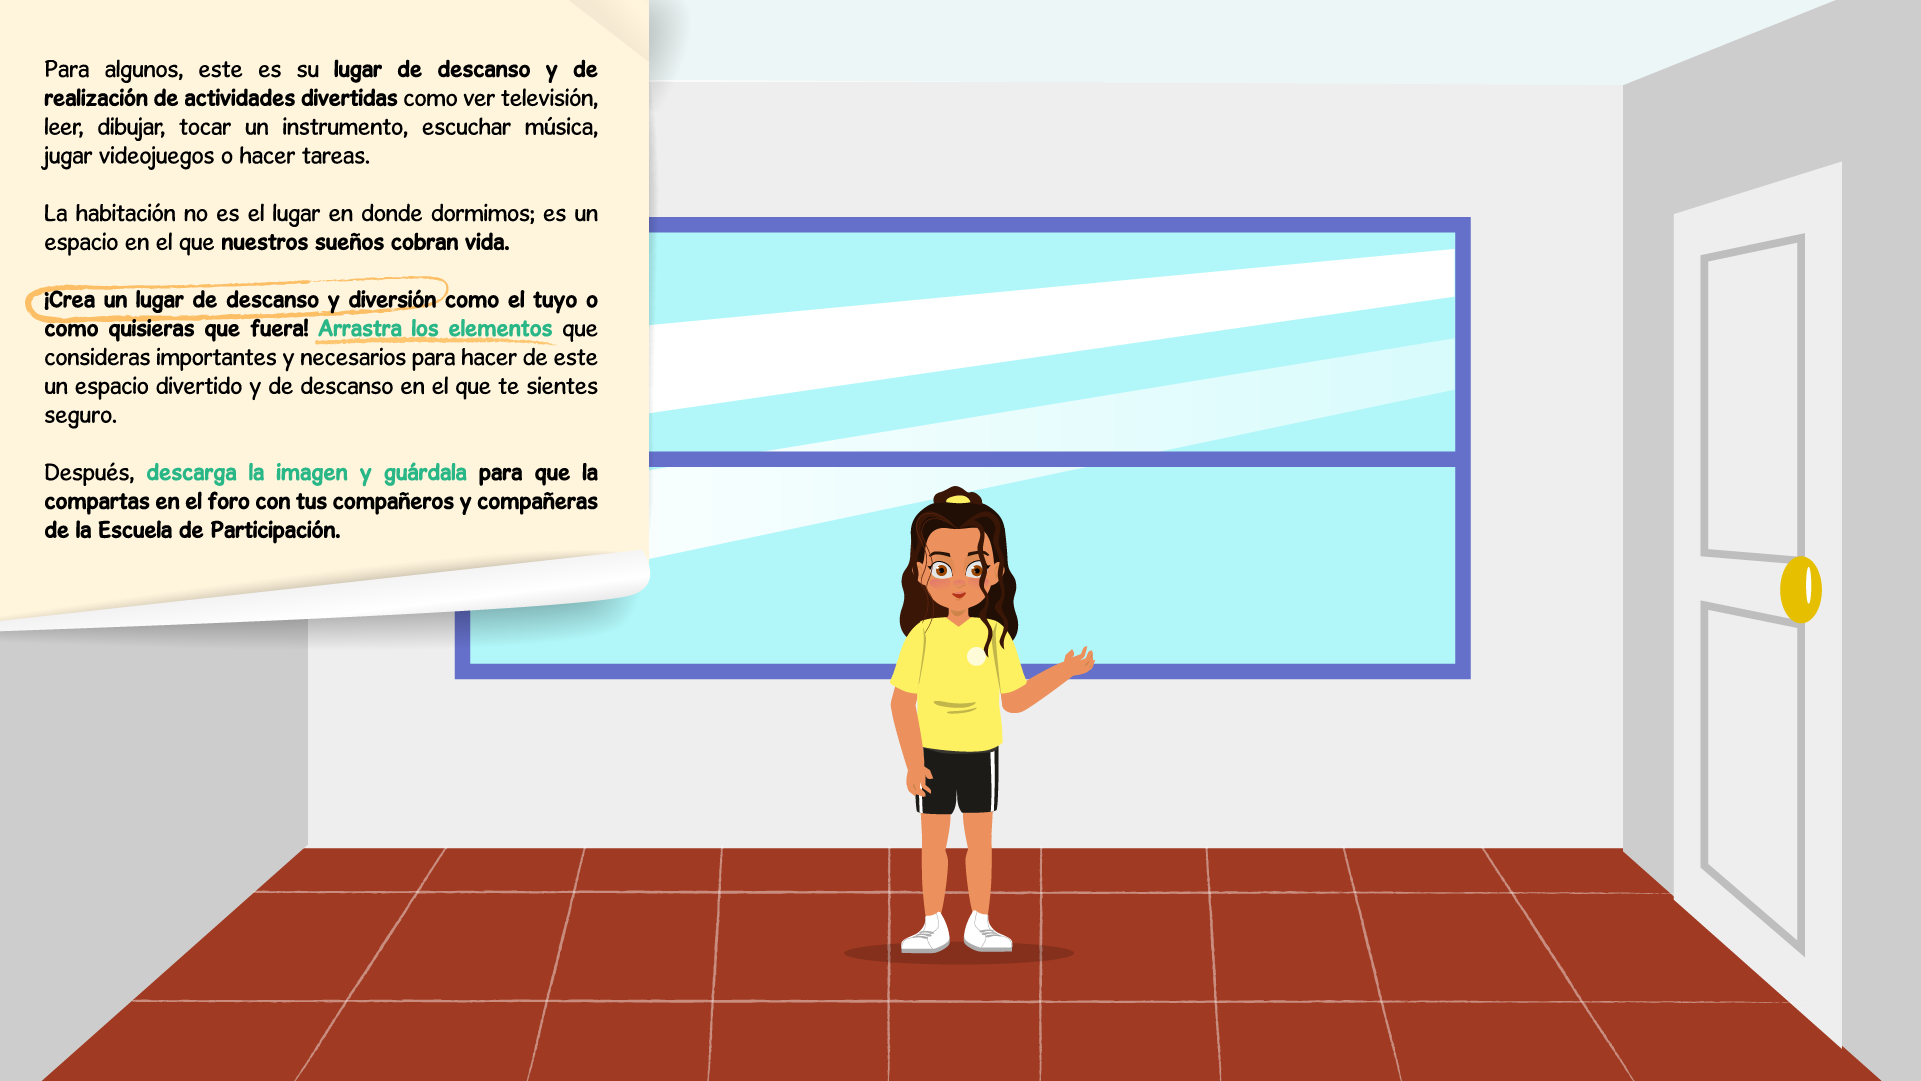 Para algunos, este es su lugar de descanso y de
realización de actividades divertidas como ver televisión,
leer, dibujar, tocar un instrumento, escuchar música,
jugar videojuegos o hacer tareas.
La habitación no es el lugar en donde dormimos; es un
espacio en el que nuestros sueños cobran vida.
¡Crea un lugar de descanso y diversión como el tuyo o
como quisieras que fuera! Arrastra los elementos que
consideras importantes y necesarios para hacer de este
un espacio divertido y de descanso en el que te sientes
seguro.
Después, descarga la imagen y guárdala para que la
compartas en el foro con tus compañeros y compañeras
de la Escuela de Participación.